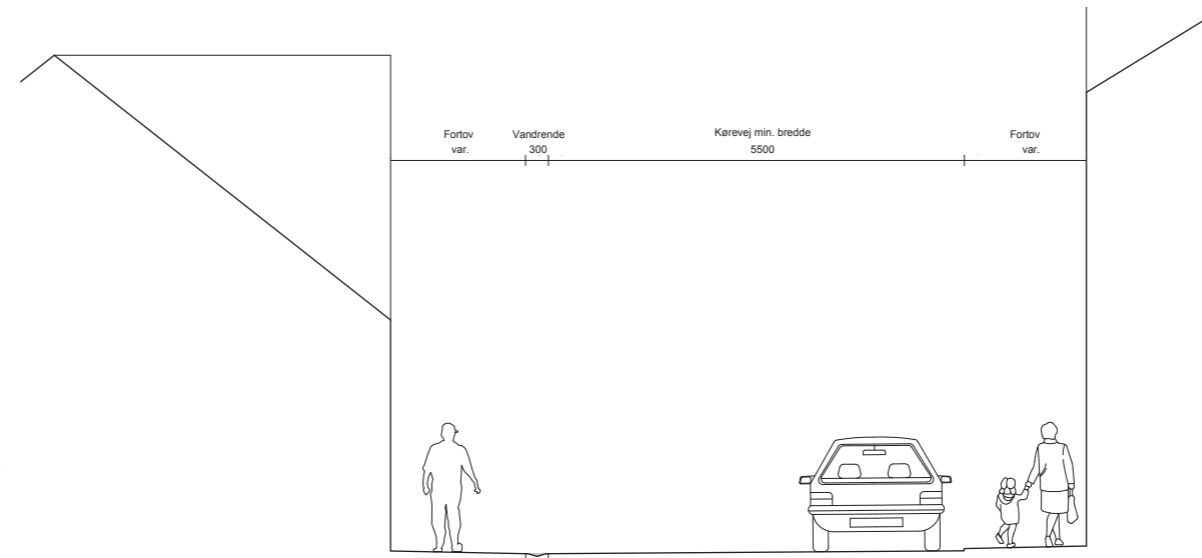 Fortov
var.
Vandrende
300
Kørevej min. bredde
5500
Fortov
var.